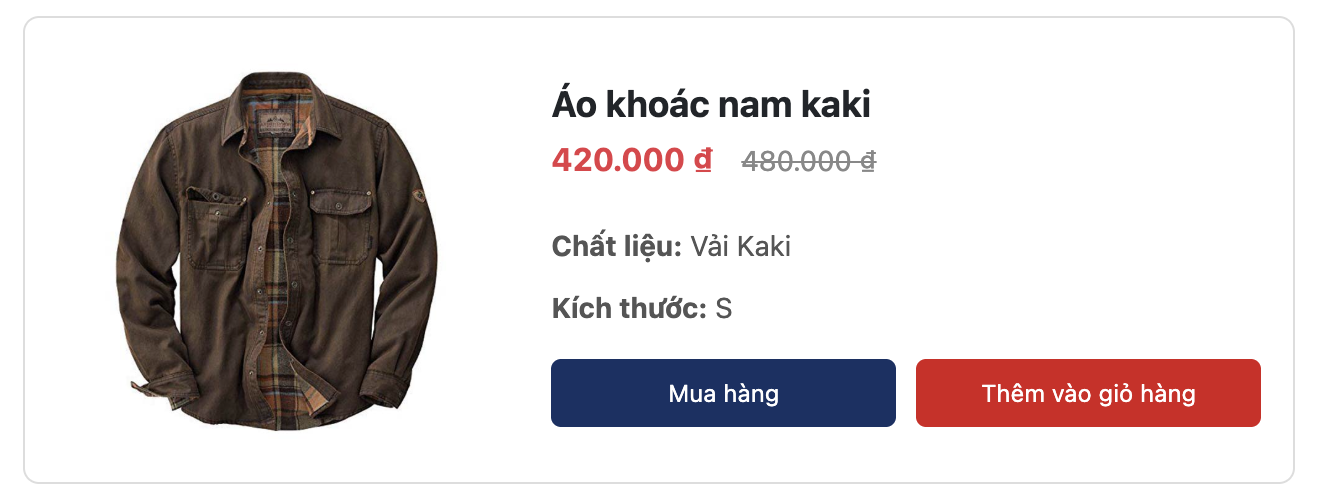 Áo khoác nam kaki
420.000 ₫ 480.000 ₫
Chất liệu: Vải Kaki
Kích thước: S
Mua hàng
Thêm vào giỏ hàng